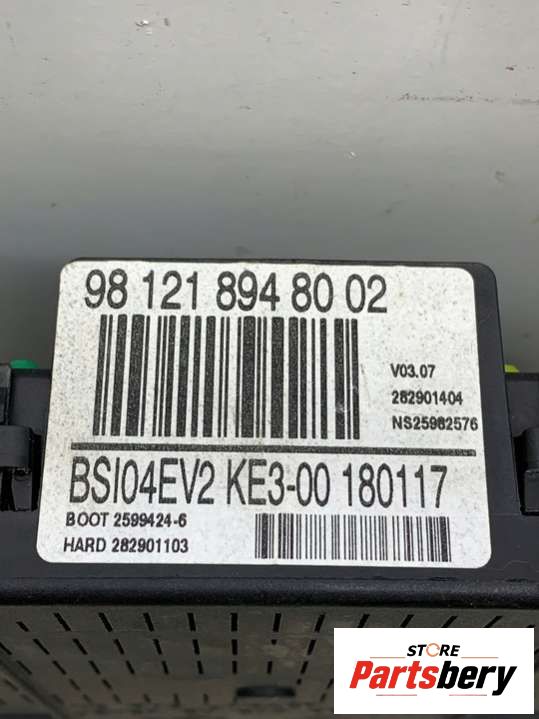 98 121 894 80 02
V03.07
282901404
NS25982576
BSI04EV2 KE3-00 180117
BOOT 2599424-6
HARD 282901103
STORE
Partsbery